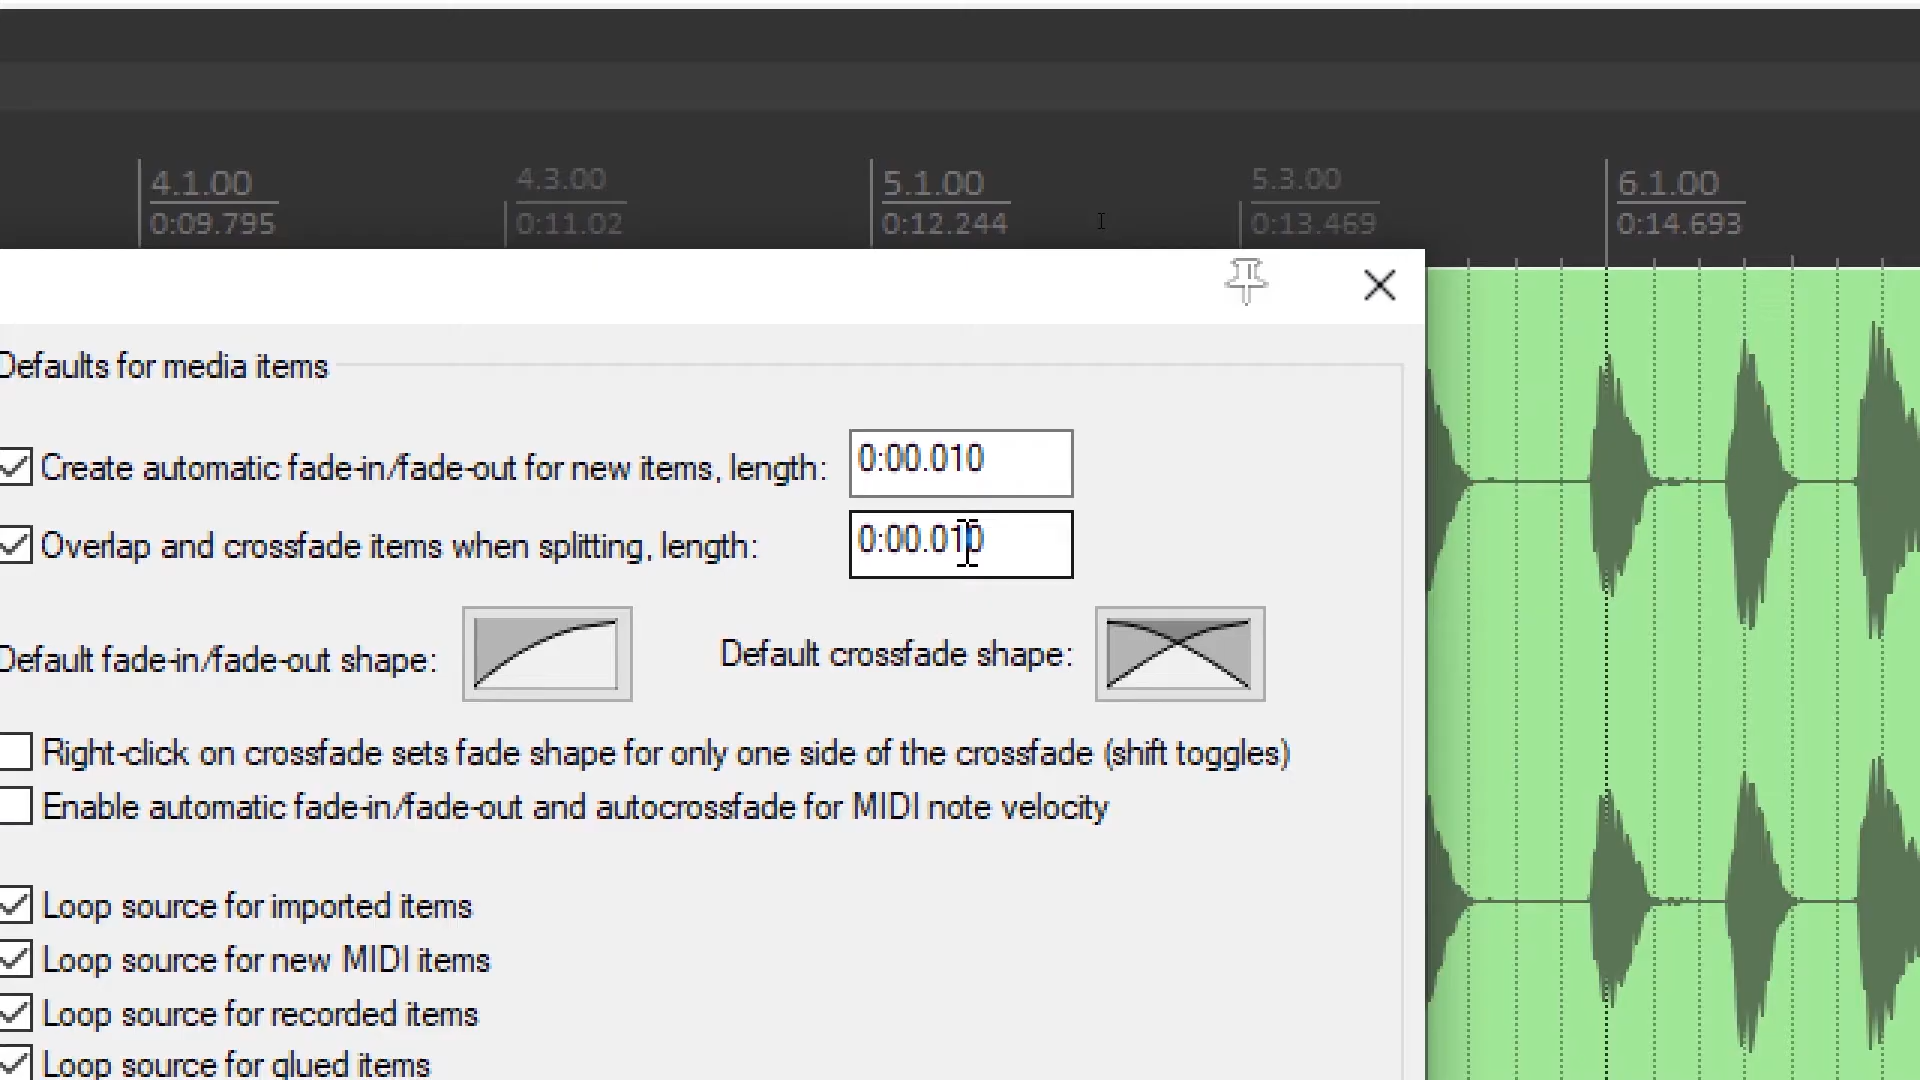 4.1.00 4.3.00 5.1.00 5.3.00 6.1.00
0:09.795 0:11.02 0:12.244 0:13.469 0:14.693
Defaults for media items
Create automatic fade-in/fade-out for new items, length: 0:00.010
Overlap and crossfade items when splitting, length: 0:00.010
Default fade-in/fade-out shape: Default crossfade shape:
Right-click on crossfade sets fade shape for only one side of the crossfade (shift toggles)
Enable automatic fade-in/fade-out and autocrossfade for MIDI note velocity
Loop source for imported items
Loop source for new MIDI items
Loop source for recorded items
Loop source for glued items